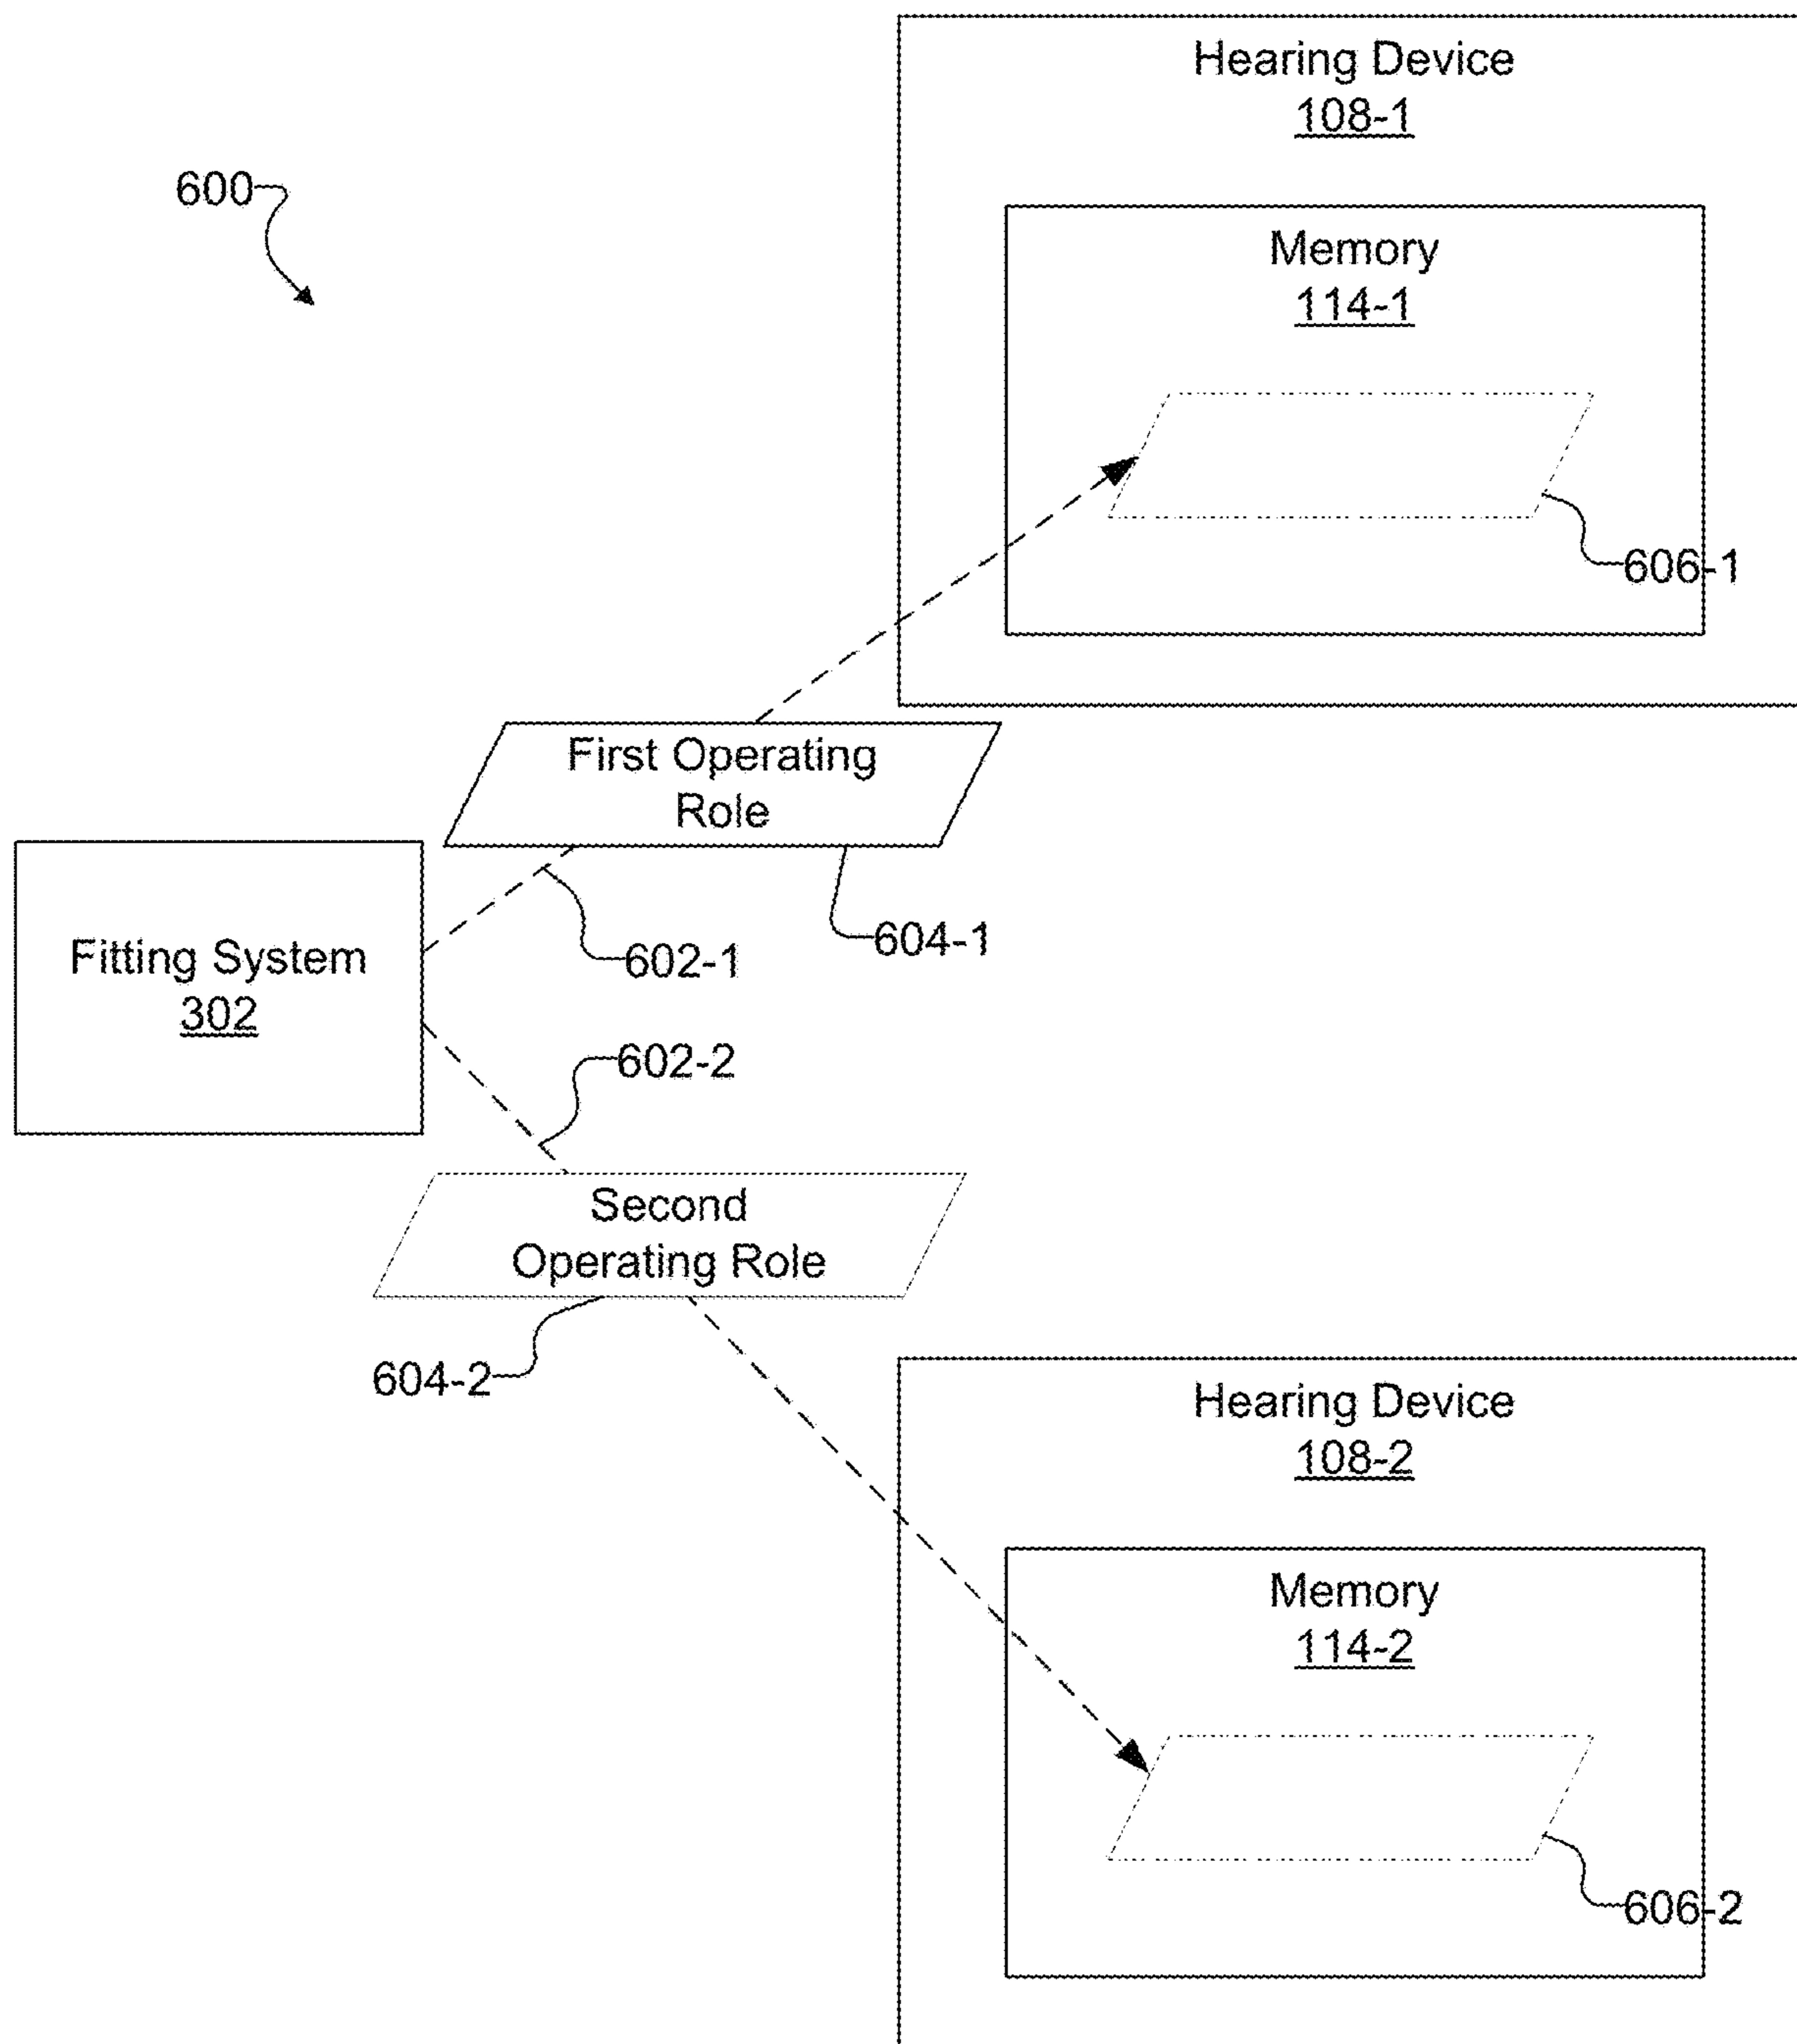 Hearing Device
108-1
600
Memory
114-1
606-1
First Operating
Role
604-1
602-1
Fitting System
302
602-2
Second
Operating Role
604-2
Hearing Device
108-2
Memory
114-2
606-2